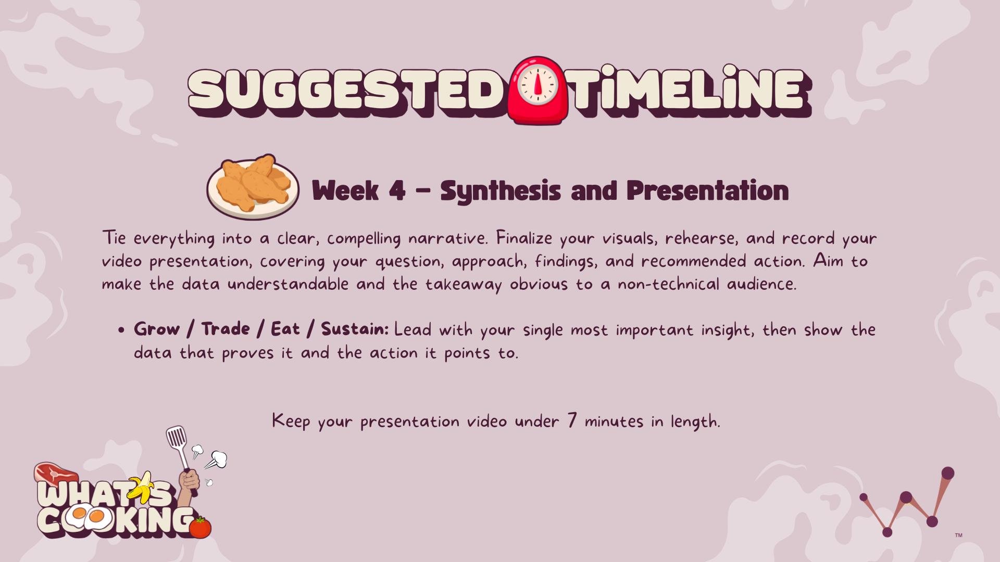 SUGGESTED TiMELiNE
Week 4 – Synthesis and Presentation
Tie everything into a clear, compelling narrative. Finalize your visuals, rehearse, and record your
video presentation, covering your question, approach, findings, and recommended action. Aim to
make the data understandable and the takeaway obvious to a non-technical audience.
• Grow / Trade / Eat / Sustain: Lead with your single most important insight, then show the
data that proves it and the action it points to.
Keep your presentation video under 7 minutes in length.
WHAT'S
COOKING
TM